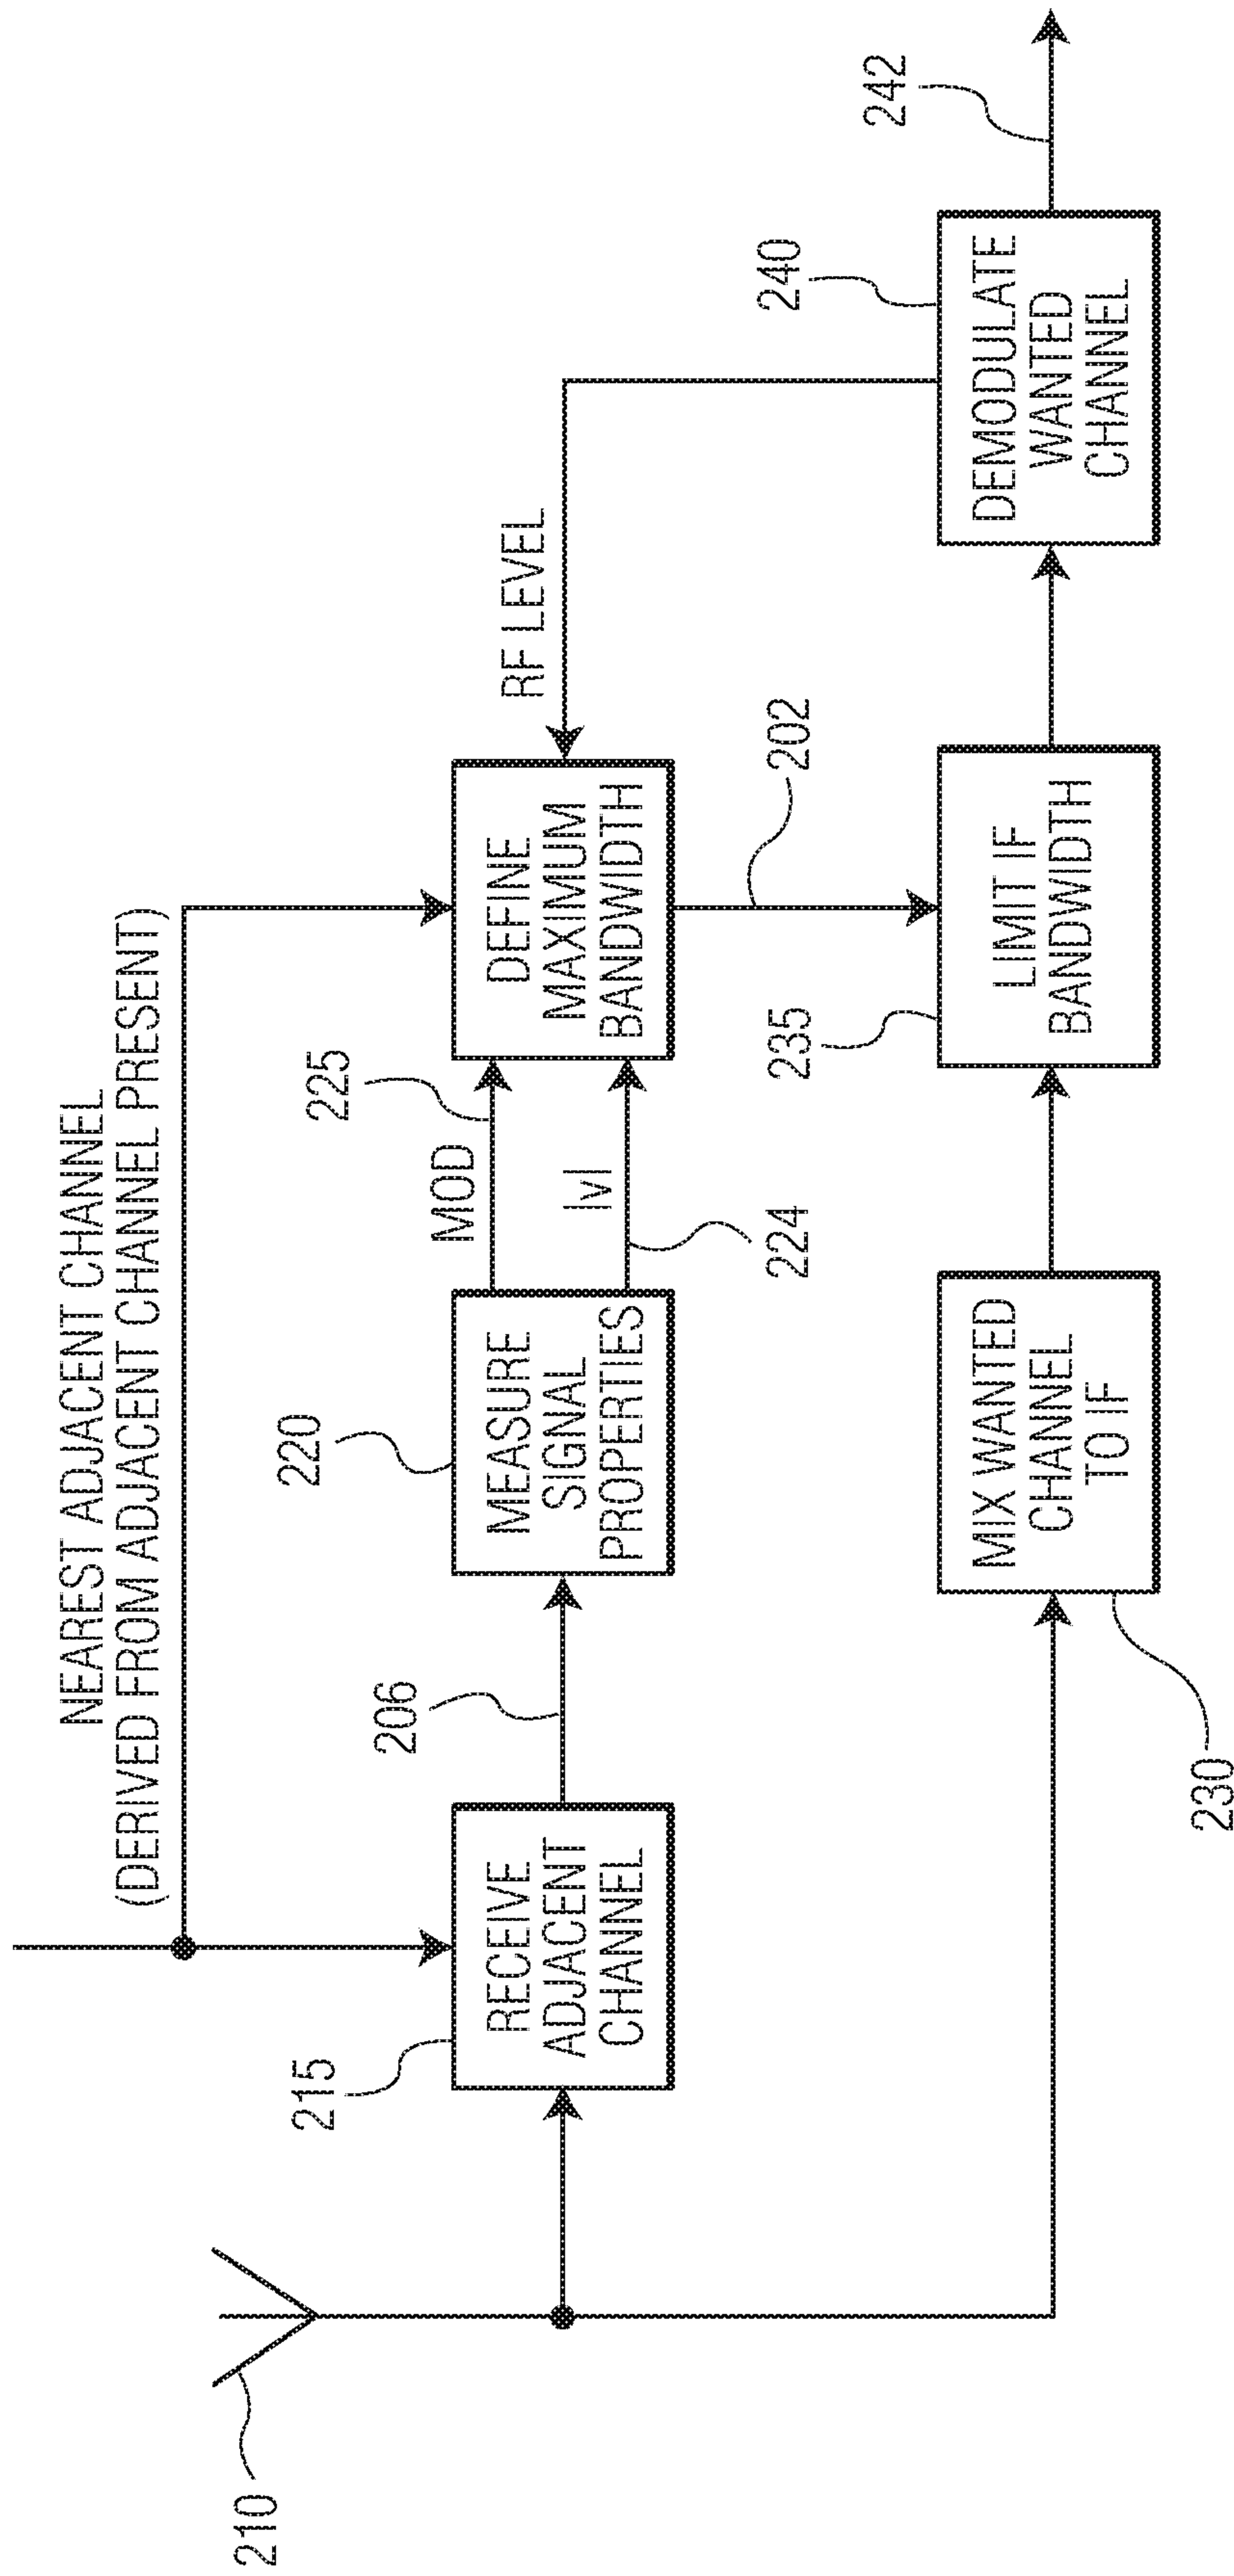 NEAREST ADJACENT CHANNEL
(DERIVED FROM ADJACENT CHANNEL PRESENT)
210
215
RECEIVE
ADJACENT
CHANNEL
206
220
MEASURE
SIGNAL
PROPERTIES
MOD
225
lvl
224
DEFINE
MAXIMUM
BANDWIDTH
RF LEVEL
202
230
MIX WANTED
CHANNEL
TO IF
235
LIMIT IF
BANDWIDTH
240
DEMODULATE
WANTED
CHANNEL
242